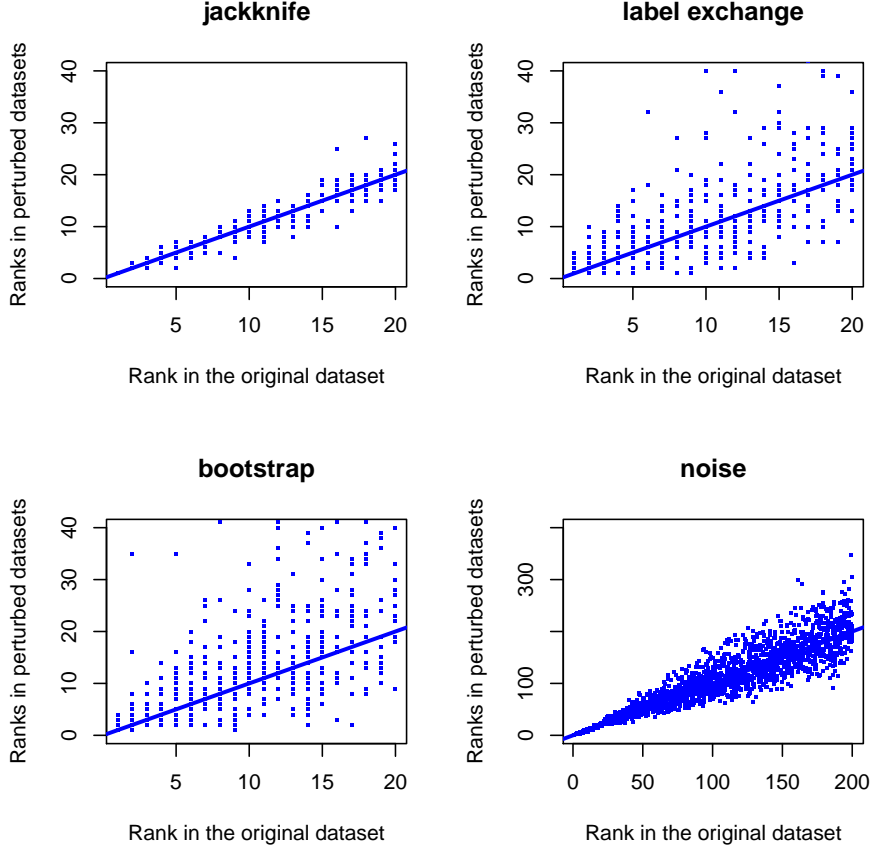 jackknife
Ranks in perturbed datasets
0 10 20 30 40
5 10 15 20
Rank in the original dataset
label exchange
Ranks in perturbed datasets
0 10 20 30 40
5 10 15 20
Rank in the original dataset
bootstrap
Ranks in perturbed datasets
0 10 20 30 40
5 10 15 20
Rank in the original dataset
noise
Ranks in perturbed datasets
0 100 300
0 50 100 150 200
Rank in the original dataset